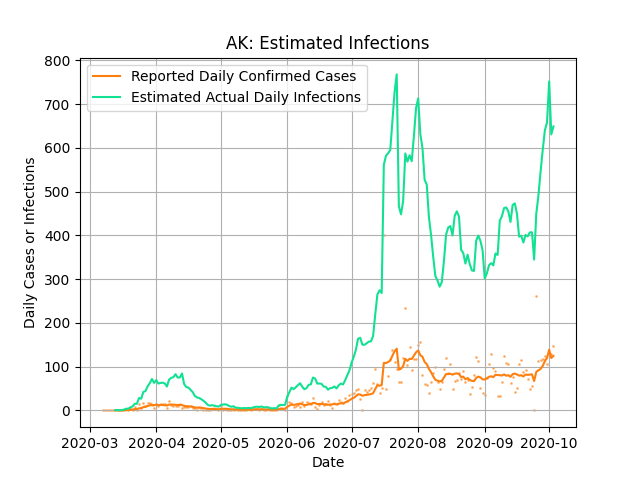 AK: Estimated Infections
Reported Daily Confirmed Cases
Estimated Actual Daily Infections
Daily Cases or Infections
800
700
600
500
400
300
200
100
0
2020-03 2020-04 2020-05 2020-06 2020-07 2020-08 2020-09 2020-10
Date